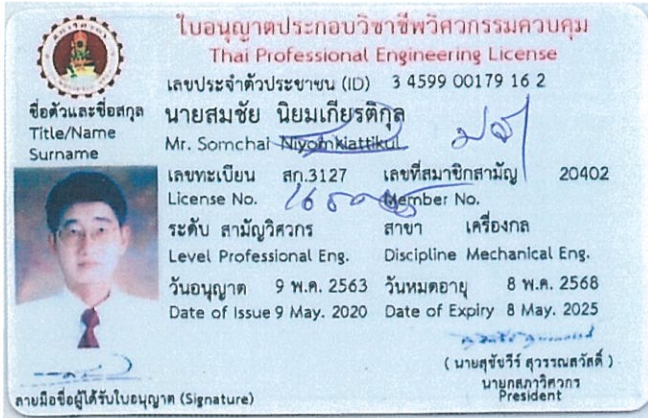 ใบอนุญาตประกอบวิชาชีพวิศวกรรมควบคุม
Thai Professional Engineering License
เลขประจำตัวประชาชน (ID) 3 4599 00179 16 2
ชื่อตัวและชื่อสกุล นายสมชัย นิยมเกียรติกุล
Title/Name Mr. Somchai Niyomkiattikul
Surname
เลขทะเบียน สก.3127 เลขที่สมาชิกสามัญ 20402
License No. Member No.
ระดับ สามัญวิศวกร สาขา เครื่องกล
Level Professional Eng. Discipline Mechanical Eng.
วันอนุญาต 9 พ.ค. 2563 วันหมดอายุ 8 พ.ค. 2568
Date of Issue 9 May. 2020 Date of Expiry 8 May. 2025
( นายสุชัชวีร์ สุวรรณสวัสดิ์ )
นายกสภาวิศวกร
President
ลายมือชื่อผู้ได้รับใบอนุญาต (Signature)